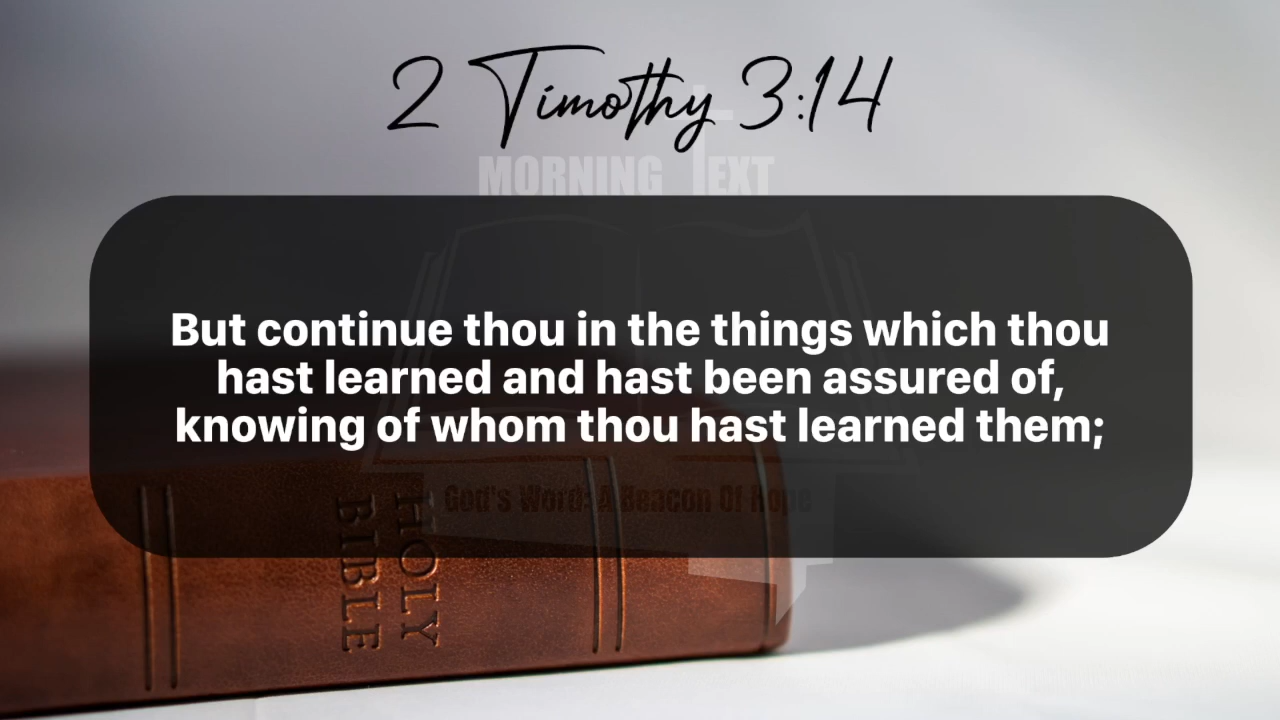 2 Timothy 3:14
MORNING TEXT
But continue thou in the things which thou
hast learned and hast been assured of,
knowing of whom thou hast learned them;
God's Word: A Beacon Of Hope
HOLY
BIBLE